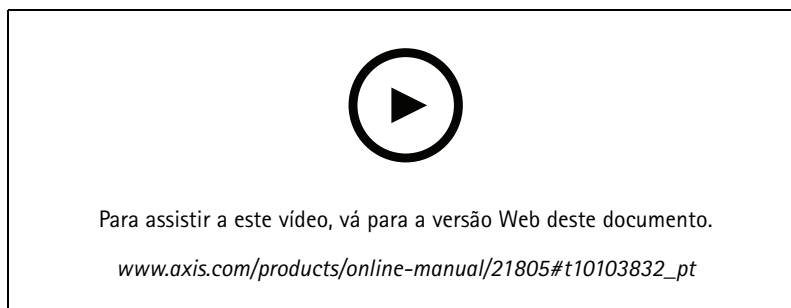 Para assistir a este vídeo, vá para a versão Web deste documento.
www.axis.com/products/online-manual/21805#t10103832_pt